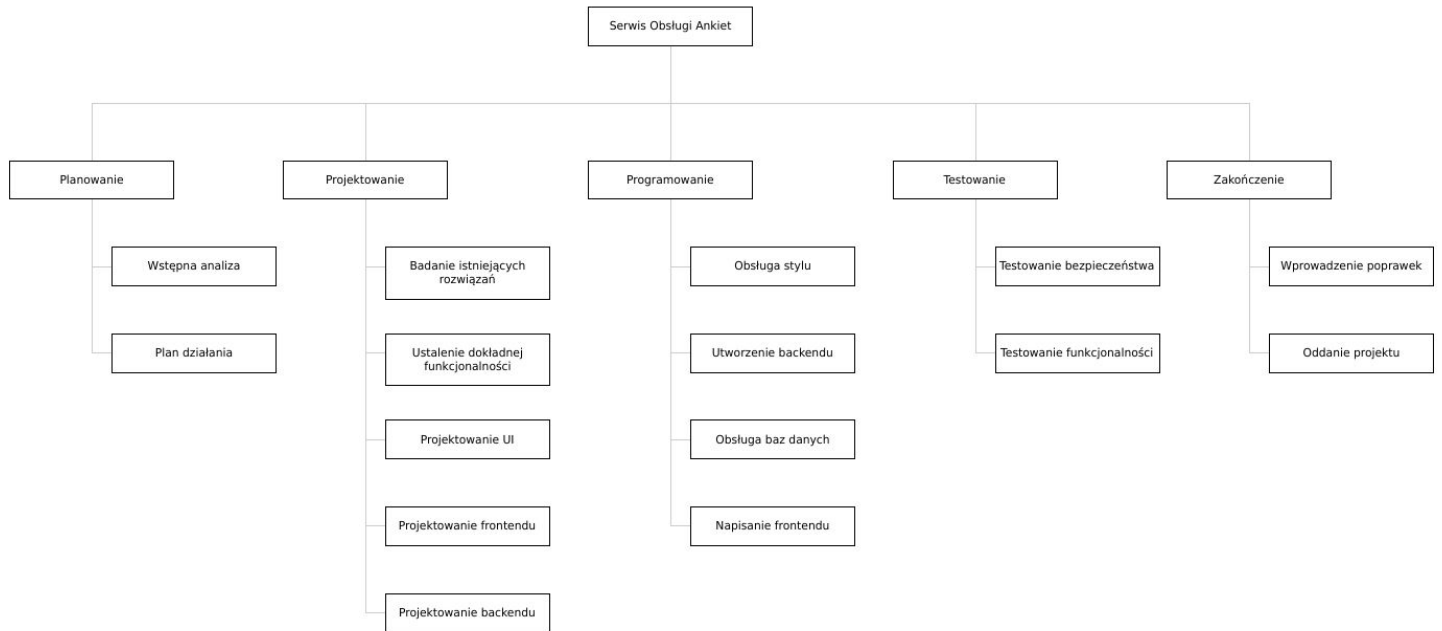 Serwis Obsługi Ankiet
Planowanie
Projektowanie
Programowanie
Testowanie
Zakończenie
Wstępna analiza
Plan działania
Badanie istniejących
rozwiązań
Ustalenie dokładnej
funkcjonalności
Projektowanie UI
Projektowanie frontendu
Projektowanie backendu
Obsługa stylu
Utworzenie backendu
Obsługa baz danych
Napisanie frontendu
Testowanie bezpieczeństwa
Testowanie funkcjonalności
Wprowadzenie poprawek
Oddanie projektu